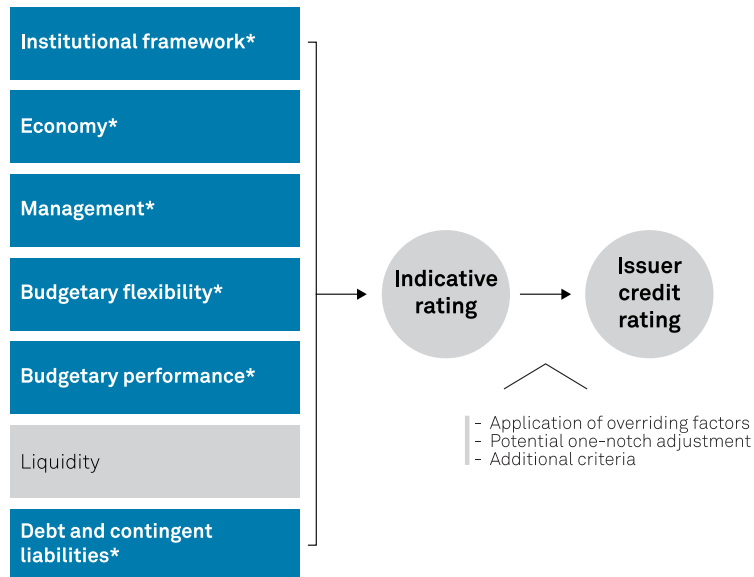 Institutional framework*
Economy*
Management*
Budgetary flexibility*
Budgetary performance*
Liquidity
Debt and contingent
liabilities*
Indicative
rating
Issuer
credit
rating
- Application of overriding factors
- Potential one-notch adjustment
- Additional criteria